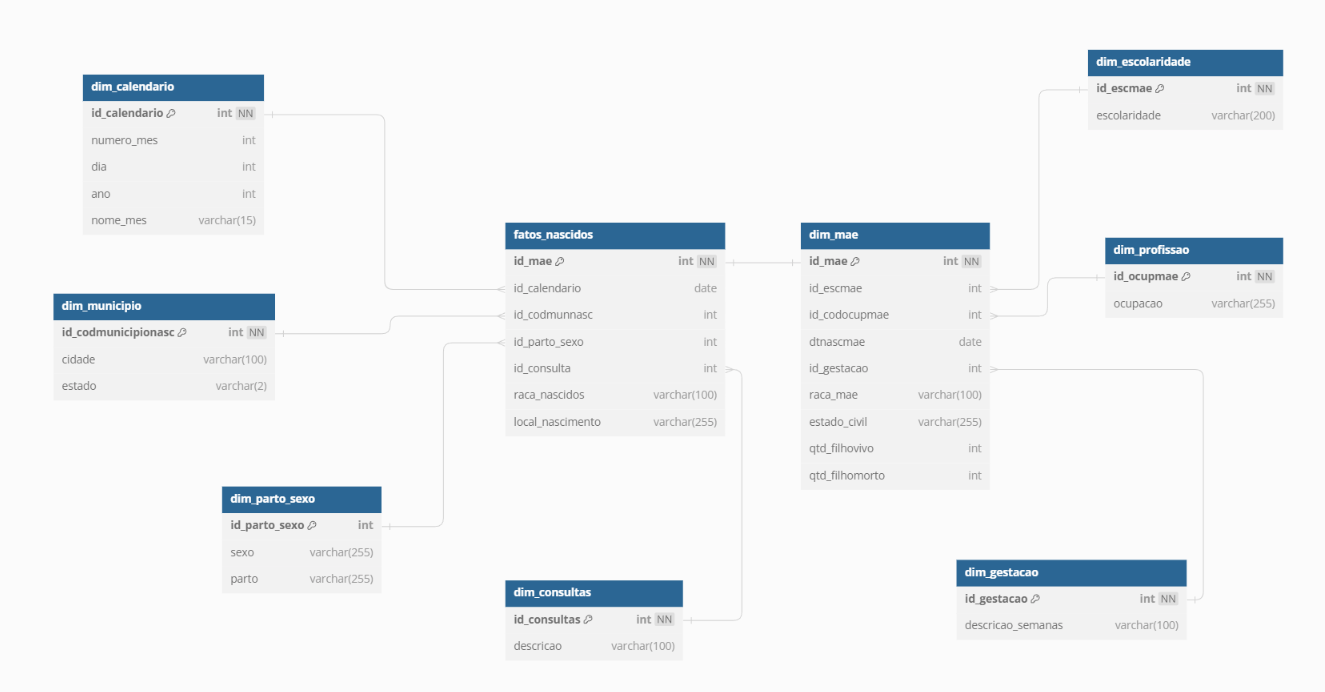 dim_calendario
id_calendario int NN
numero_mes int
dia int
ano int
nome_mes varchar(15)
dim_municipio
id_codmunicipionasc int NN
cidade varchar(100)
estado varchar(2)
dim_parto_sexo
id_parto_sexo int
sexo varchar(255)
parto varchar(255)
fatos_nascidos
id_mae int NN
id_calendario date
id_codmunnasc int
id_parto_sexo int
id_consulta int
raca_nascidos varchar(100)
local_nascimento varchar(255)
dim_consultas
id_consultas int NN
descricao varchar(100)
dim_mae
id_mae int NN
id_escmae int
id_codocupmae int
dtnascmae date
id_gestacao int
raca_mae varchar(100)
estado_civil varchar(255)
qtd_filhovivo int
qtd_filhomorto int
dim_escolaridade
id_escmae int NN
escolaridade varchar(200)
dim_profissao
id_ocupmae int NN
ocupacao varchar(255)
dim_gestacao
id_gestacao int NN
descricao_semanas varchar(100)